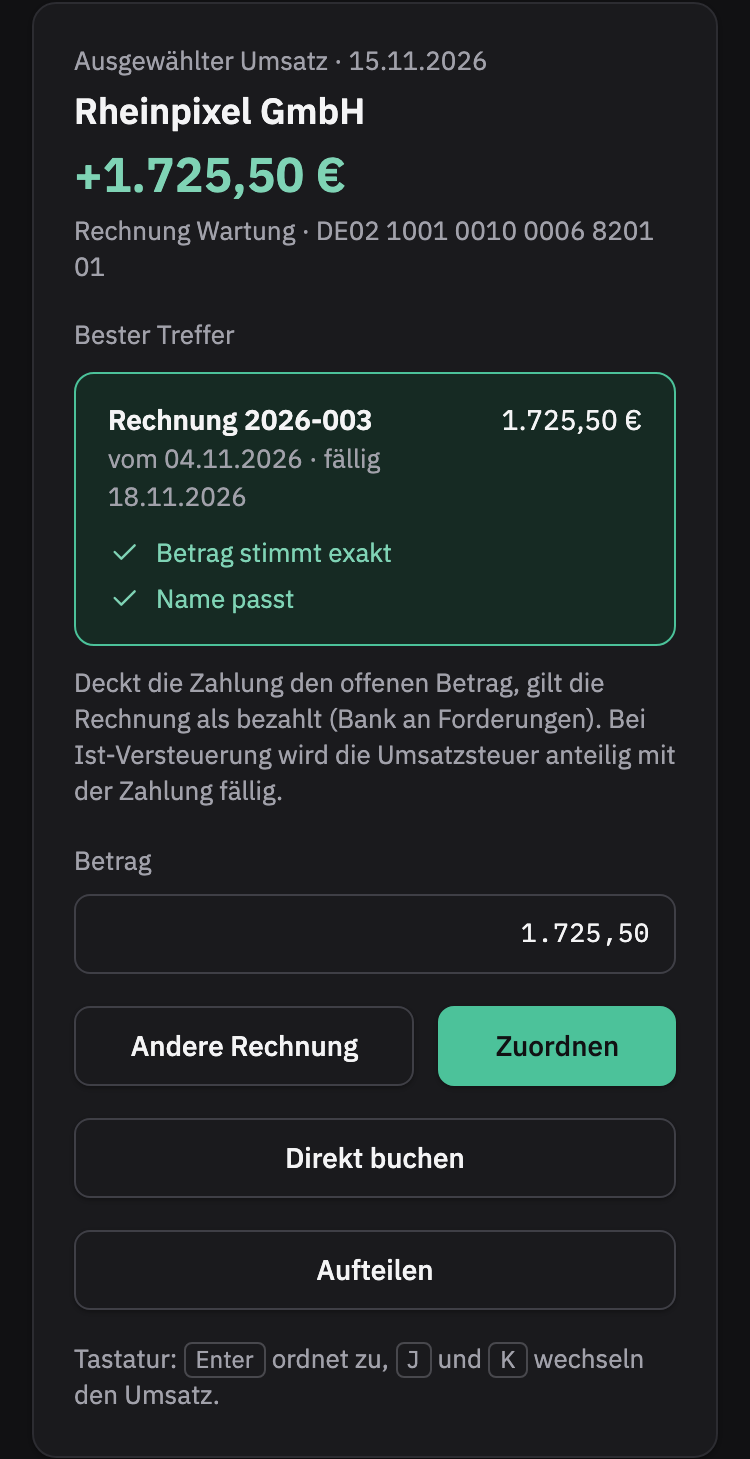 Ausgewählter Umsatz · 15.11.2026
Rheinpixel GmbH
+1.725,50 €
Rechnung Wartung · DE02 1001 0010 0006 8201
01
Bester Treffer
Rechnung 2026-003 1.725,50 €
vom 04.11.2026 · fällig
18.11.2026
Betrag stimmt exakt
Name passt
Deckt die Zahlung den offenen Betrag, gilt die
Rechnung als bezahlt (Bank an Forderungen). Bei
Ist-Versteuerung wird die Umsatzsteuer anteilig mit
der Zahlung fällig.
Betrag
1.725,50
Andere Rechnung Zuordnen
Direkt buchen
Aufteilen
Tastatur: Enter ordnet zu, J und K wechseln
den Umsatz.